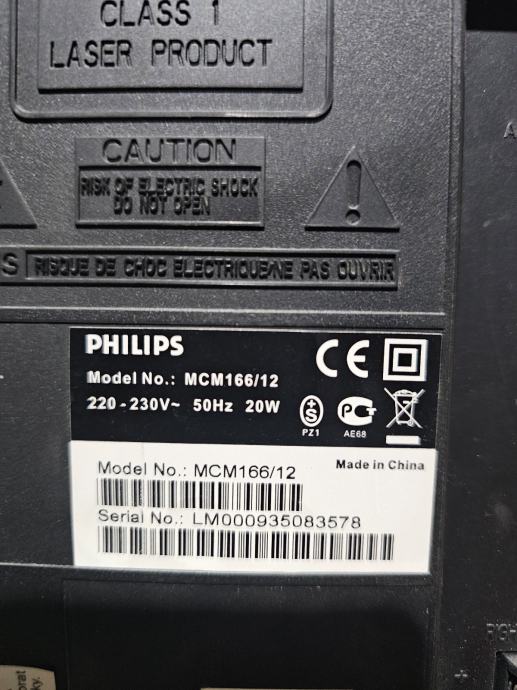 CLASS 1
LASER PRODUCT
CAUTION
RISK OF ELECTRIC SHOCK
DO NOT OPEN
S RISQUE DE CHOC ELECTRIQUE/NE PAS OUVRIR
PHILIPS
CE
Model No.: MCM166/12
220-230V~ 50Hz 20W
PZ1
AE68
Model No.: MCM166/12
Made in China
Serial No.: LM000935083578
RIGH